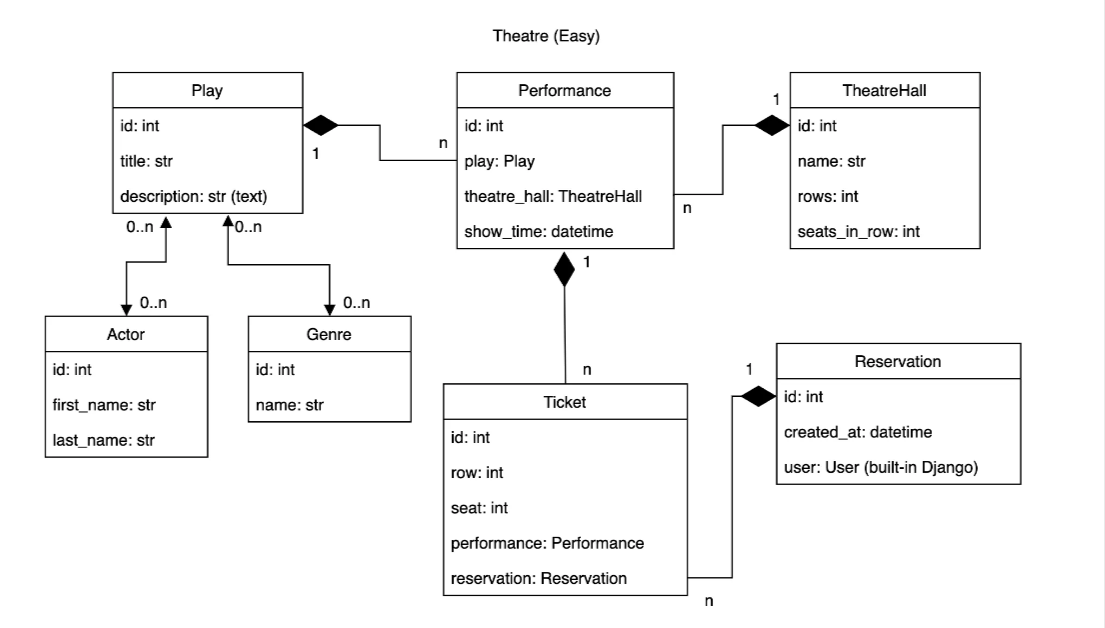 Theatre (Easy)
Play
id: int
title: str
description: str (text)
1
n
Performance
id: int
play: Play
theatre_hall: TheatreHall
show_time: datetime
1
n
TheatreHall
id: int
name: str
rows: int
seats_in_row: int
0..n
0..n
0..n
0..n
Actor
id: int
first_name: str
last_name: str
Genre
id: int
name: str
1
n
Ticket
id: int
row: int
seat: int
performance: Performance
reservation: Reservation
1
n
Reservation
id: int
created_at: datetime
user: User (built-in Django)